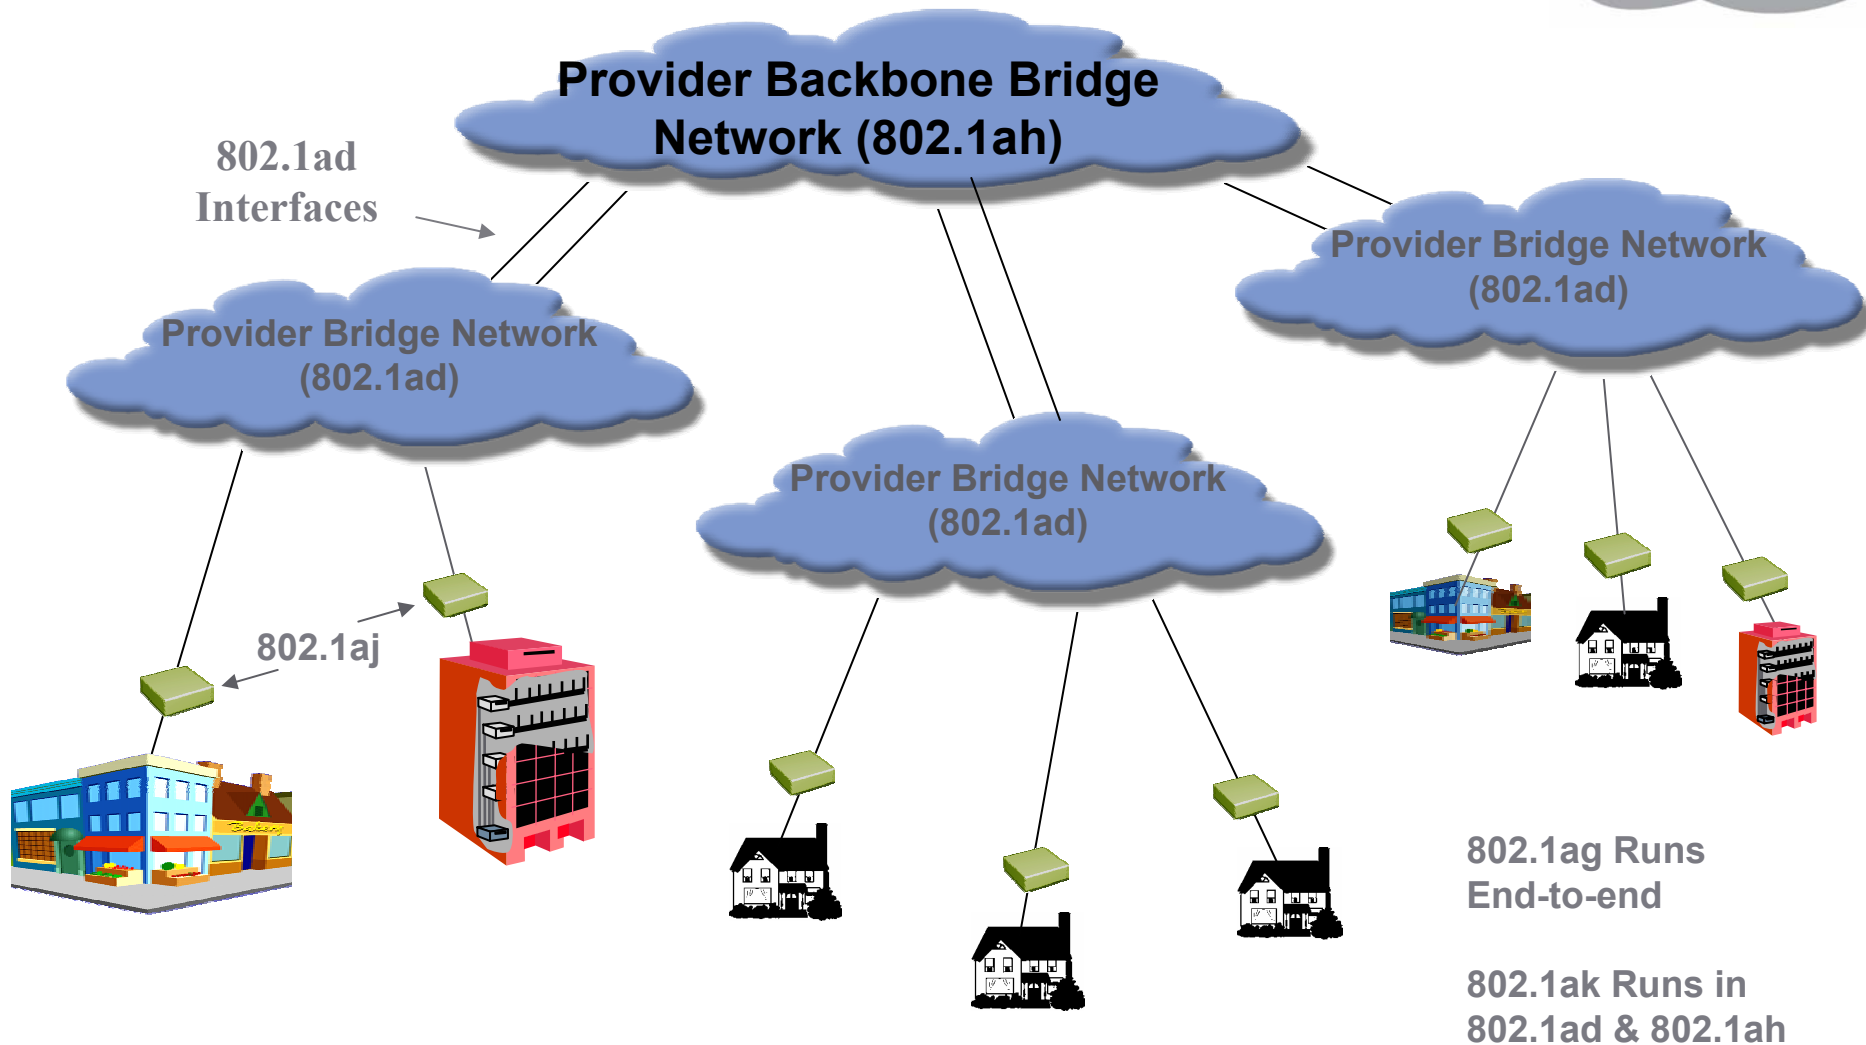 Provider Backbone Bridge
Network (802.1ah)
802.1ad
Interfaces
Provider Bridge Network
(802.1ad)
Provider Bridge Network
(802.1ad)
Provider Bridge Network
(802.1ad)
802.1aj
Bakery
802.1ag Runs
End-to-end
802.1ak Runs in
802.1ad & 802.1ah